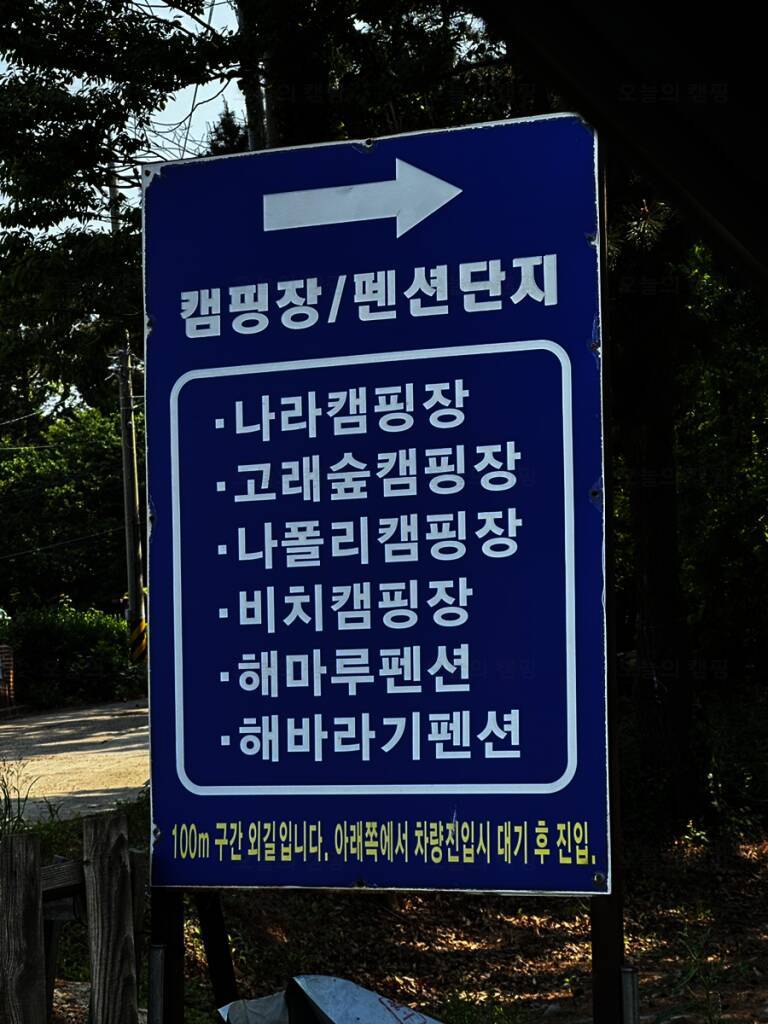 캠핑장/펜션단지
·나라캠핑장
·고래숲캠핑장
·나폴리캠핑장
·비치캠핑장
·해마루펜션
·해바라기펜션
100m 구간 외길입니다. 아래쪽에서 차량진입시 대기 후 진입.